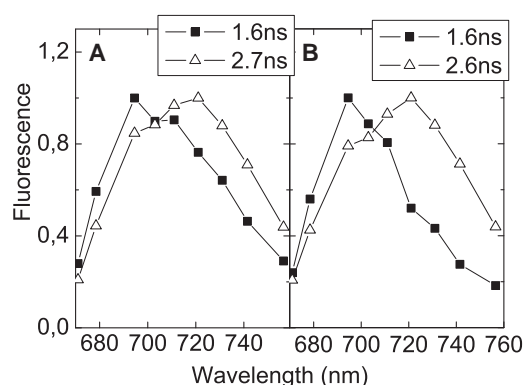 1.6ns
2.7ns
1.6ns
2.6ns
A
B
1,2
0,8
0,4
0,0
Fluorescence
680 700 720 740 680 700 720 740 760
Wavelength (nm)